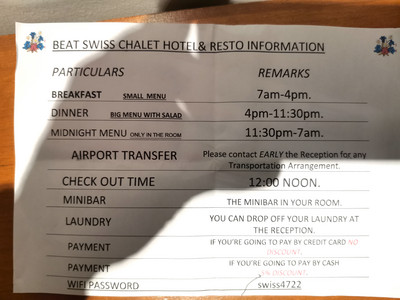 BEAT SWISS CHALET HOTEL& RESTO INFORMATION
PARTICULARS REMARKS
BREAKFAST SMALL MENU 7am-4pm.
DINNER BIG MENU WITH SALAD 4pm-11:30pm.
MIDNIGHT MENU ONLY IN THE ROOM 11:30pm-7am.
AIRPORT TRANSFER Please contact EARLY the Reception for any
Transportation Arrangement.
CHECK OUT TIME 12:00 NOON.
MINIBAR THE MINIBAR IN YOUR ROOM.
LAUNDRY YOU CAN DROP OFF YOUR LAUNDRY AT
THE RECEPTION.
PAYMENT IF YOU'RE GOING TO PAY BY CREDIT CARD NO
DISCOUNT.
PAYMENT IF YOU'RE GOING TO PAY BY CASH
5% DISCOUNT.
WIFI PASSWORD swiss4722